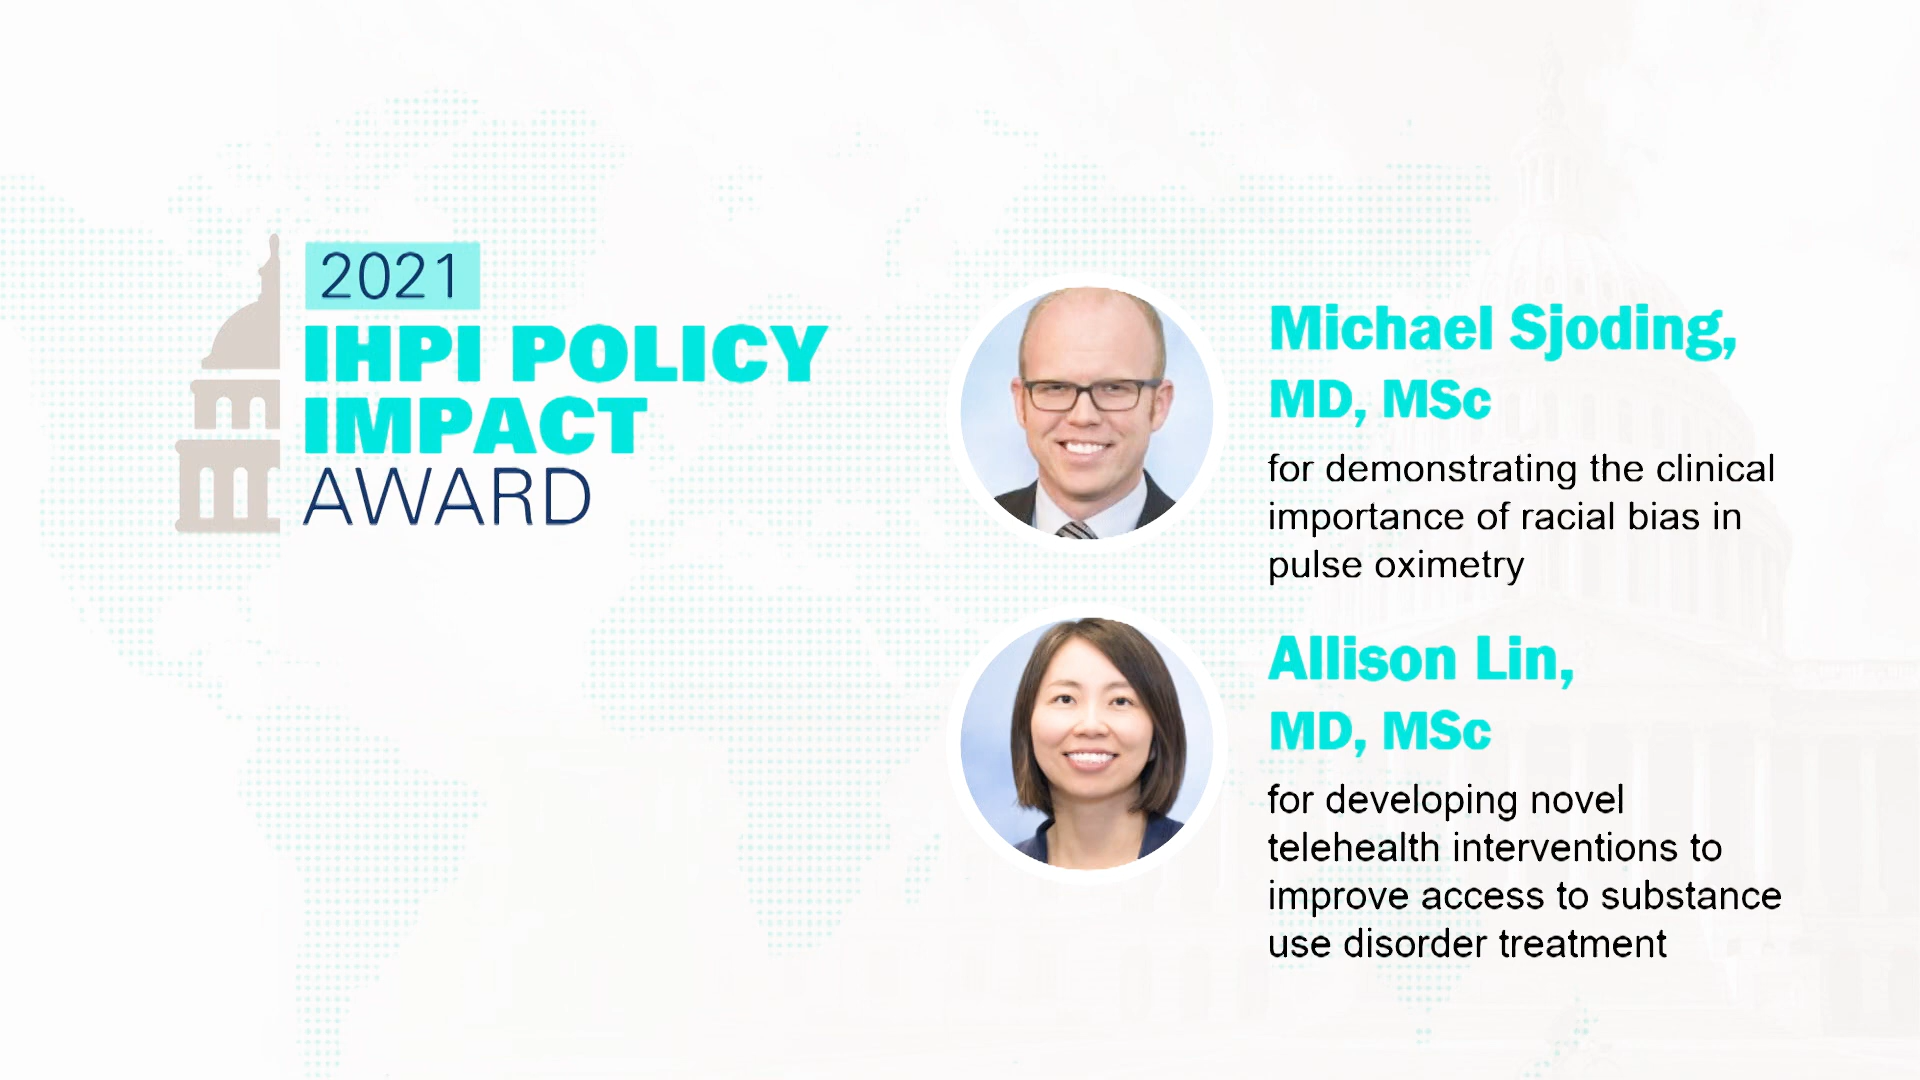 2021
IHPI POLICY
IMPACT
AWARD
Michael Sjoding,
MD, MSc
for demonstrating the clinical
importance of racial bias in
pulse oximetry
Allison Lin,
MD, MSc
for developing novel
telehealth interventions to
improve access to substance
use disorder treatment